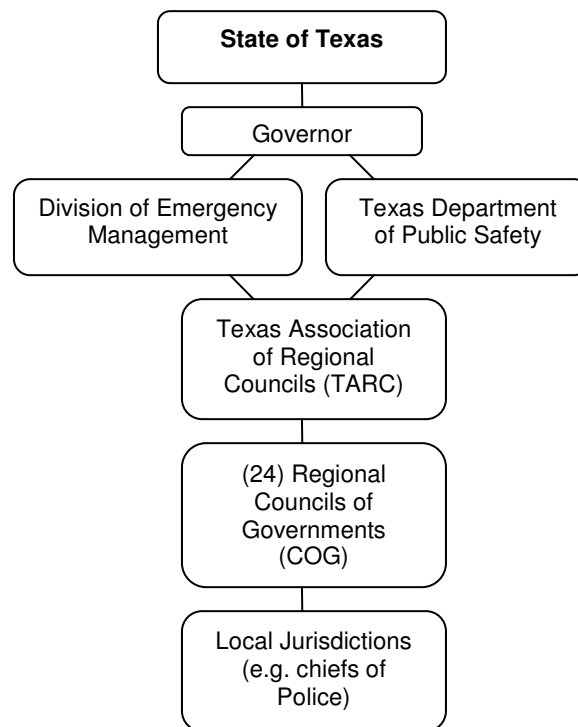 State of Texas
Governor
Division of Emergency
Management
Texas Department
of Public Safety
Texas Association
of Regional
Councils (TARC)
(24) Regional
Councils of
Governments
(COG)
Local Jurisdictions
(e.g. chiefs of
Police)